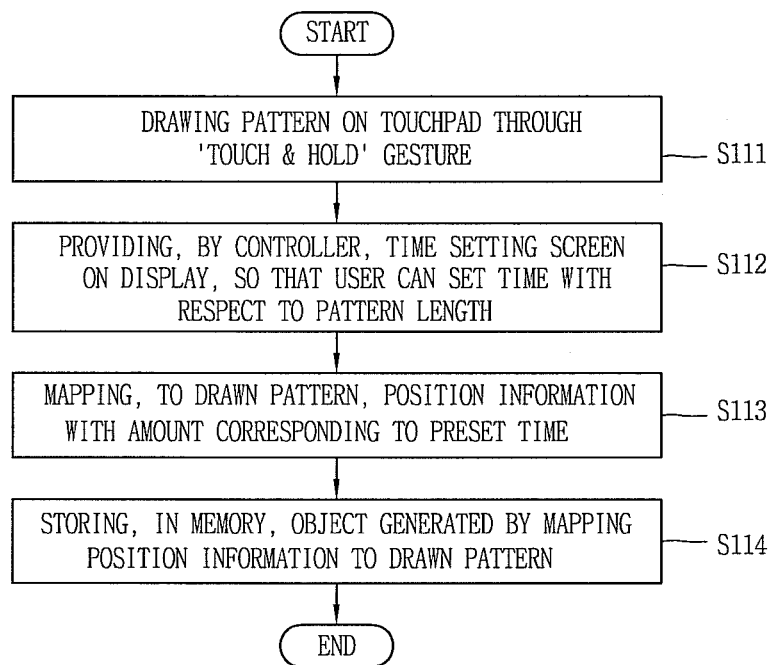 START
DRAWING PATTERN ON TOUCHPAD THROUGH
'TOUCH & HOLD' GESTURE
S111
PROVIDING, BY CONTROLLER, TIME SETTING SCREEN
ON DISPLAY, SO THAT USER CAN SET TIME WITH
RESPECT TO PATTERN LENGTH
S112
MAPPING, TO DRAWN PATTERN, POSITION INFORMATION
WITH AMOUNT CORRESPONDING TO PRESET TIME
S113
STORING, IN MEMORY, OBJECT GENERATED BY MAPPING
POSITION INFORMATION TO DRAWN PATTERN
S114
END